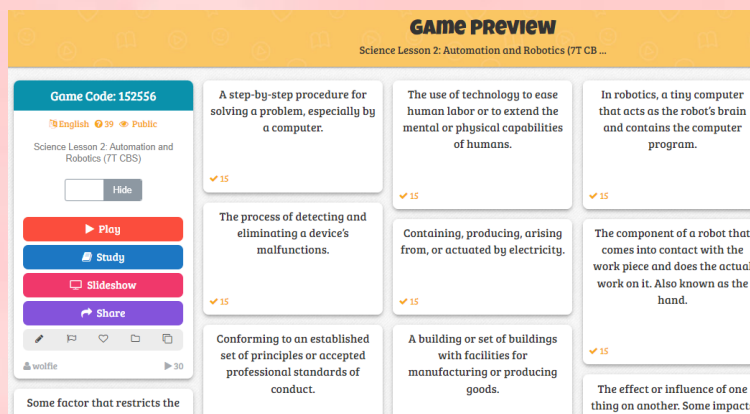 Game Preview
Science Lesson 2: Automation and Robotics (7T CB ...
Game Code: 152556
English 39 Public
Science Lesson 2: Automation and
Robotics (7T CBS)
Hide
Play
Study
Slideshow
Share
wolfie 30
Some factor that restricts the
A step-by-step procedure for
solving a problem, especially by
a computer.
15
The process of detecting and
eliminating a device's
malfunctions.
15
Conforming to an established
set of principles or accepted
professional standards of
conduct.
The use of technology to ease
human labor or to extend the
mental or physical capabilities
of humans.
15
Containing, producing, arising
from, or actuated by electricity.
15
A building or set of buildings
with facilities for
manufacturing or producing
goods.
In robotics, a tiny computer
that acts as the robot's brain
and contains the computer
program.
15
The component of a robot that
comes into contact with the
work piece and does the actual
work on it. Also known as the
hand.
15
The effect or influence of one
thing on another. Some impacts